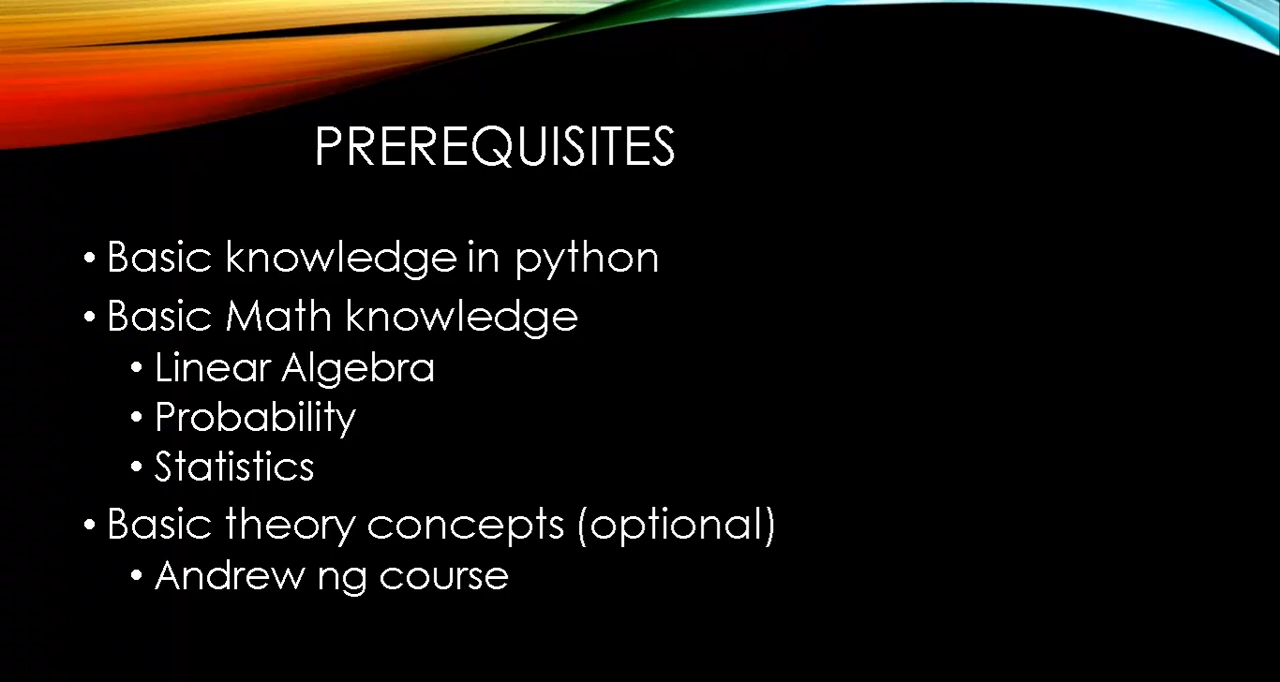 PREREQUISITES
• Basic knowledge in python
• Basic Math knowledge
• Linear Algebra
• Probability
• Statistics
• Basic theory concepts (optional)
• Andrew ng course